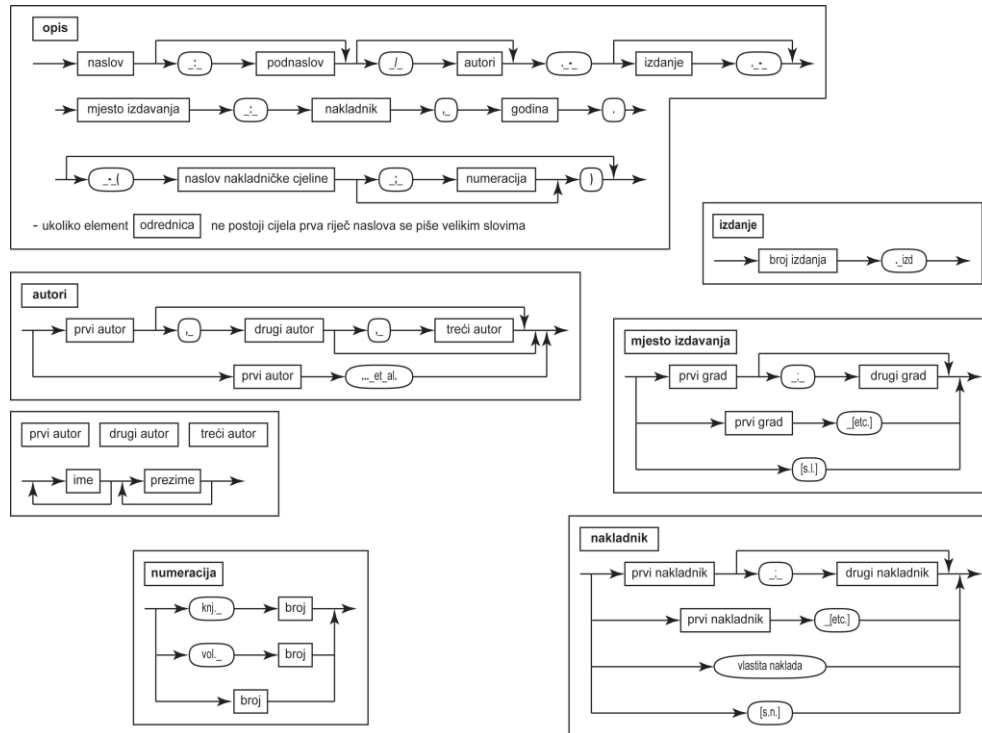 opis
naslov _:_ podnaslov _/_ autori ._-_ izdanje ._-_
mjesto izdavanja _:_ nakladnik ,_ godina .
_-_( naslov nakladničke cjeline _;_ numeracija )
- ukoliko element odrednica ne postoji cijela prva riječ naslova se piše velikim slovima
izdanje
broj izdanja ._izd
autori
prvi autor ,_ drugi autor ,_ treći autor
prvi autor ..._et_al.
mjesto izdavanja
prvi grad _;_ drugi grad
prvi grad _[etc.]
[s.l.]
prvi autor drugi autor treći autor
ime prezime
numeracija
knj._ broj
vol._ broj
broj
nakladnik
prvi nakladnik _:_ drugi nakladnik
prvi nakladnik _[etc.]
vlastita naklada
[s.n.]